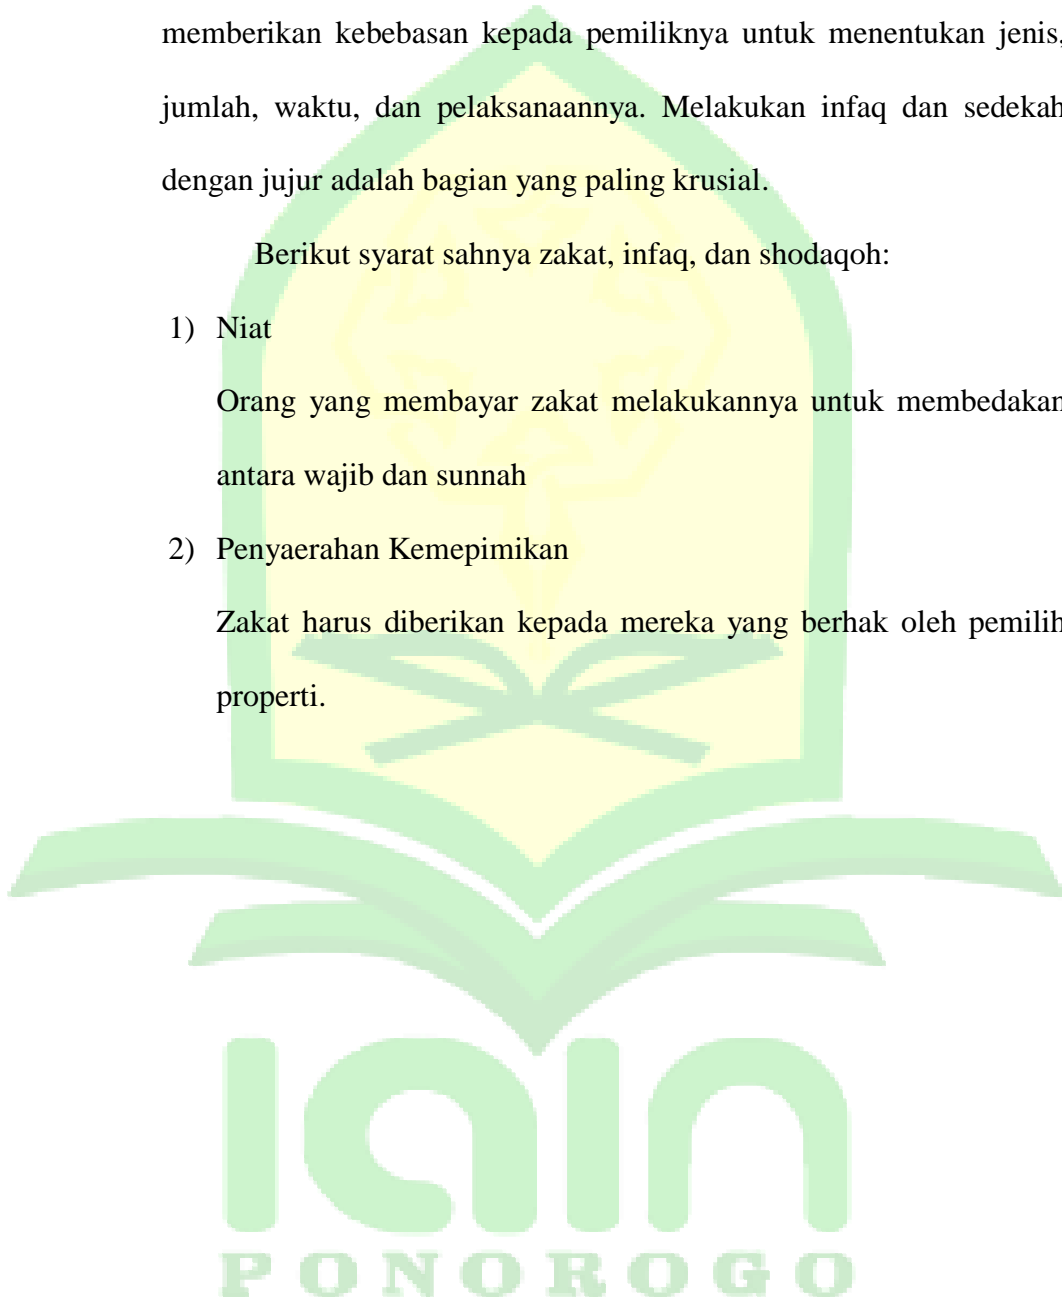 memberikan kebebasan kepada pemiliknya untuk menentukan jenis,
jumlah, waktu, dan pelaksanaannya. Melakukan infaq dan sedekah
dengan jujur adalah bagian yang paling krusial.
Berikut syarat sahnya zakat, infaq, dan shodaqoh:
1) Niat
Orang yang membayar zakat melakukannya untuk membedakan
antara wajib dan sunnah
2) Penyaerahan Kemepimikan
Zakat harus diberikan kepada mereka yang berhak oleh pemilih
properti.
IAIN
PONOROGO